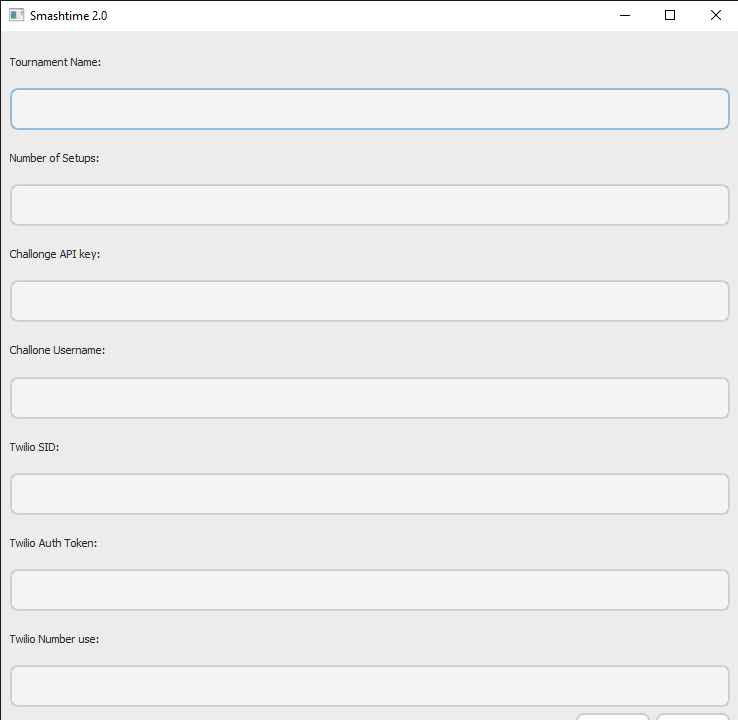 Smashtime 2.0
Tournament Name:
Number of Setups:
Challonge API key:
Challone Username:
Twilio SID:
Twilio Auth Token:
Twilio Number use: